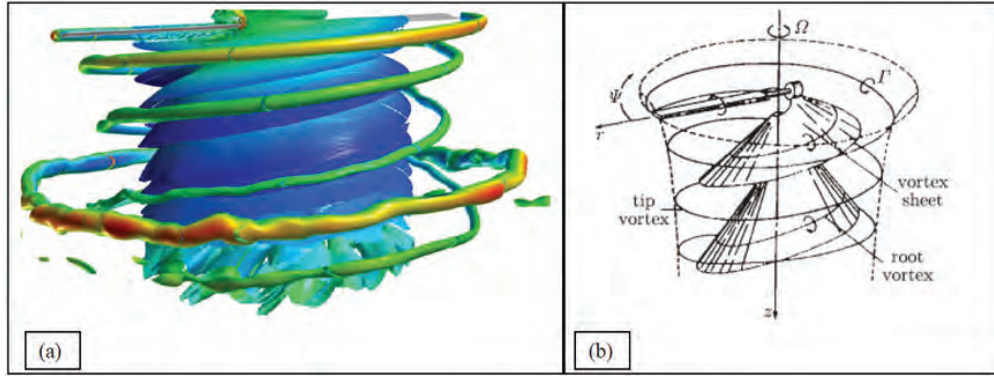 (a)
Ω
Γ
Ψ
r
tip
vortex
vortex
sheet
root
vortex
z
(b)